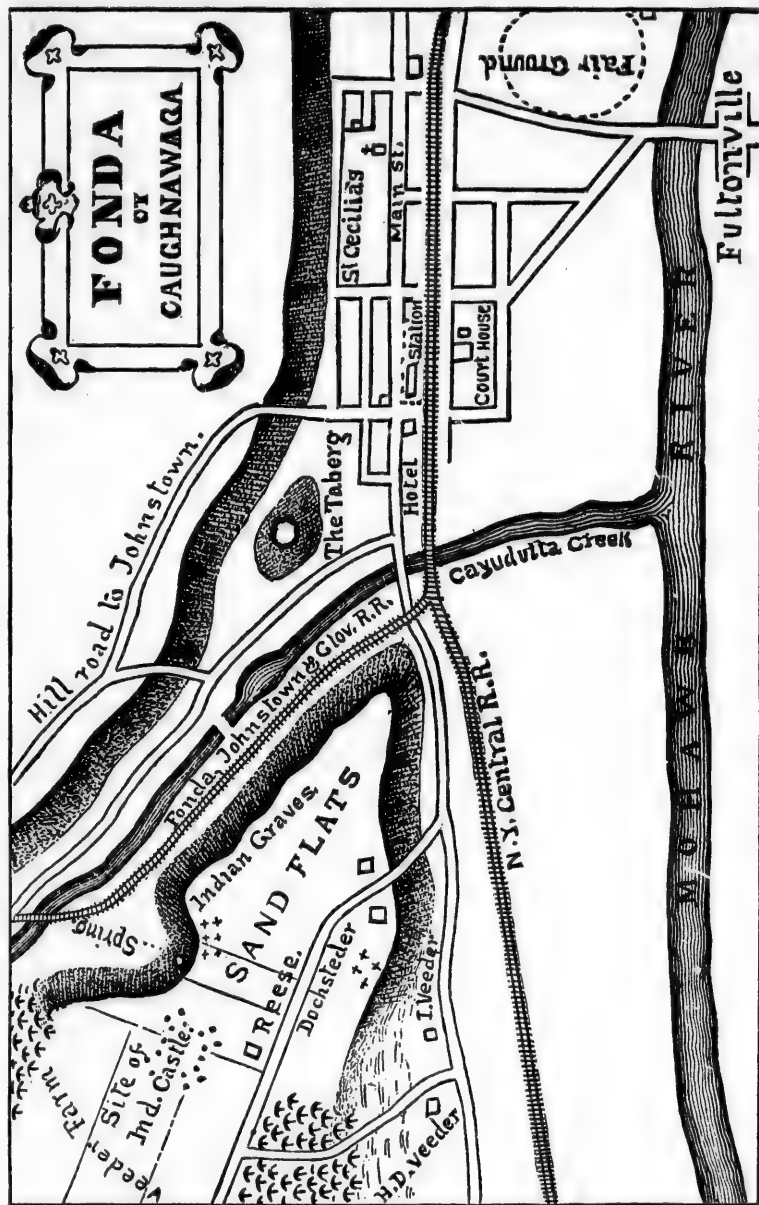 FONDA
OR
CAUGHNAWAGA
Hill road to Johnstown.
St Cecilias
Main St.
Fair Ground.
Fultonville
Station
Court House
The Taberg
Hotel
Cayudutta Creek
MOHAWK RIVER
Fonda, Johnstown & Glov. R.R.
N.Y. Central R.R.
Spring
Indian Graves.
SAND FLATS
Reese.
Dochsteder
I. Veeder
H.D. Veeder
Veeder Farm
Site of
Ind. Castle.